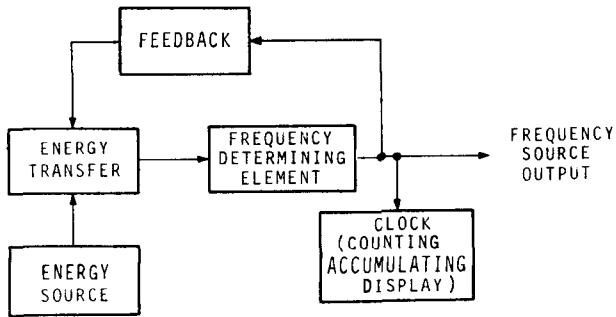 FEEDBACK
ENERGY
TRANSFER
FREQUENCY
DETERMINING
ELEMENT
FREQUENCY
SOURCE
OUTPUT
ENERGY
SOURCE
CLOCK
(COUNTING
ACCUMULATING
DISPLAY)